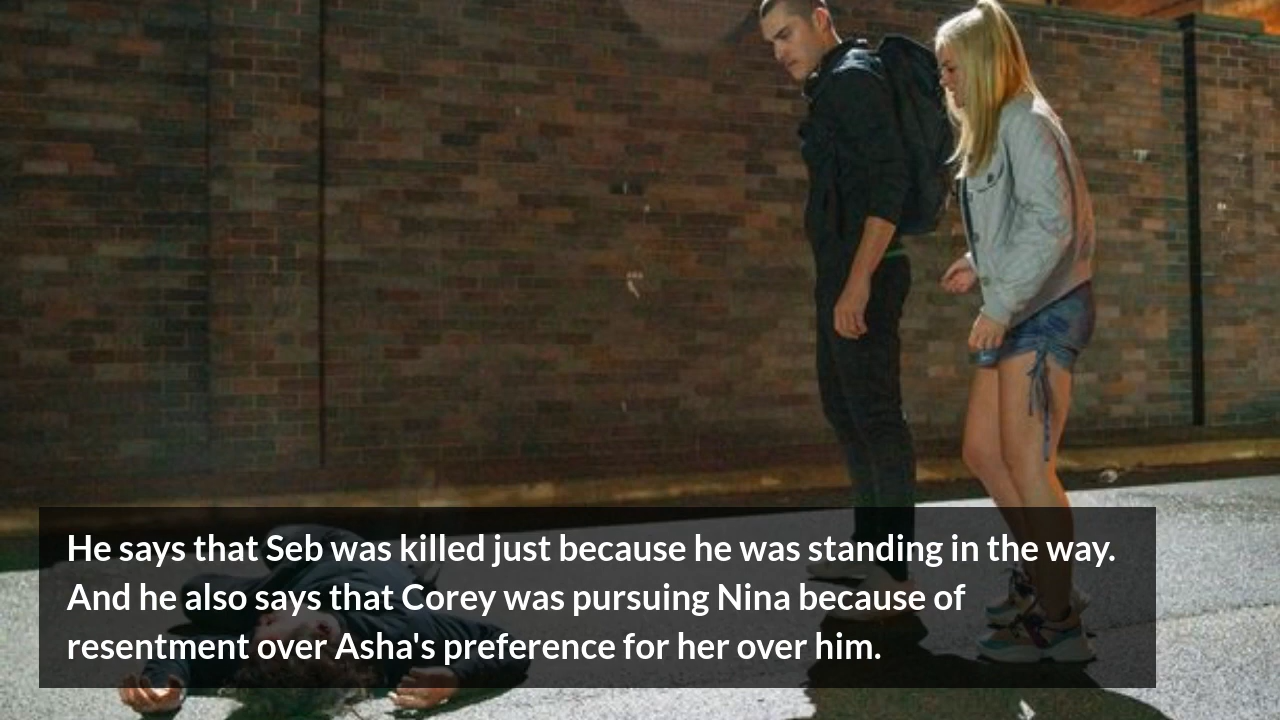 He says that Seb was killed just because he was standing in the way.
And he also says that Corey was pursuing Nina because of
resentment over Asha's preference for her over him.